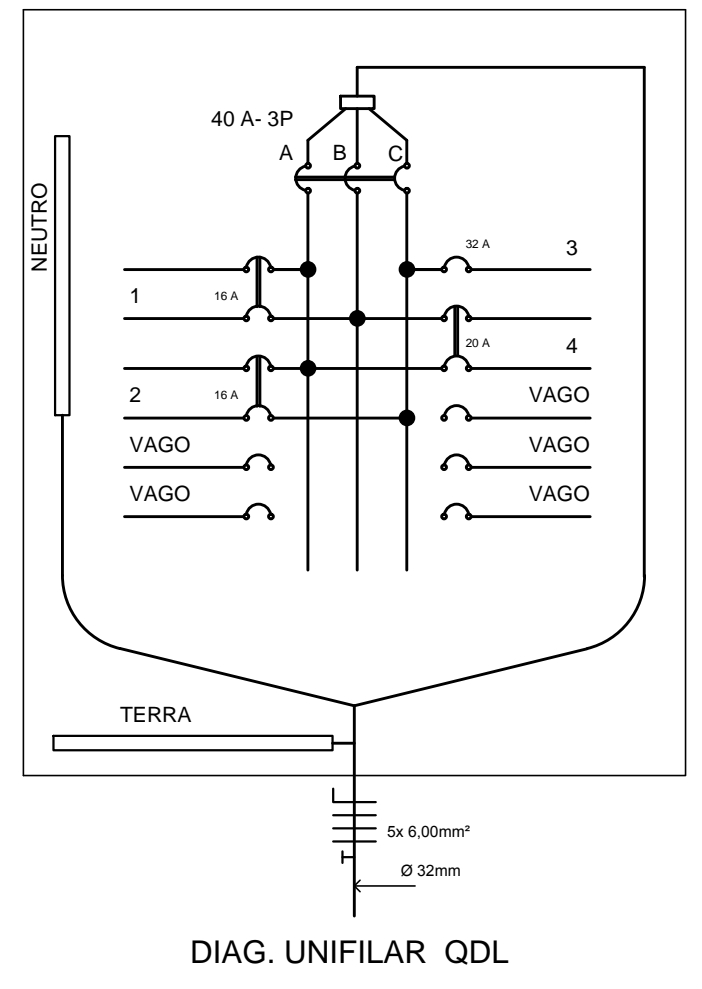 40 A- 3P
A B C
NEUTRO
32 A 3
1 16 A
20 A 4
2 16 A VAGO
VAGO VAGO
VAGO VAGO
TERRA
5x 6,00mm²
Ø 32mm
DIAG. UNIFILAR QDL